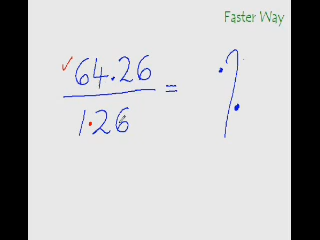 Faster Way
✓64.26
1.26
= %